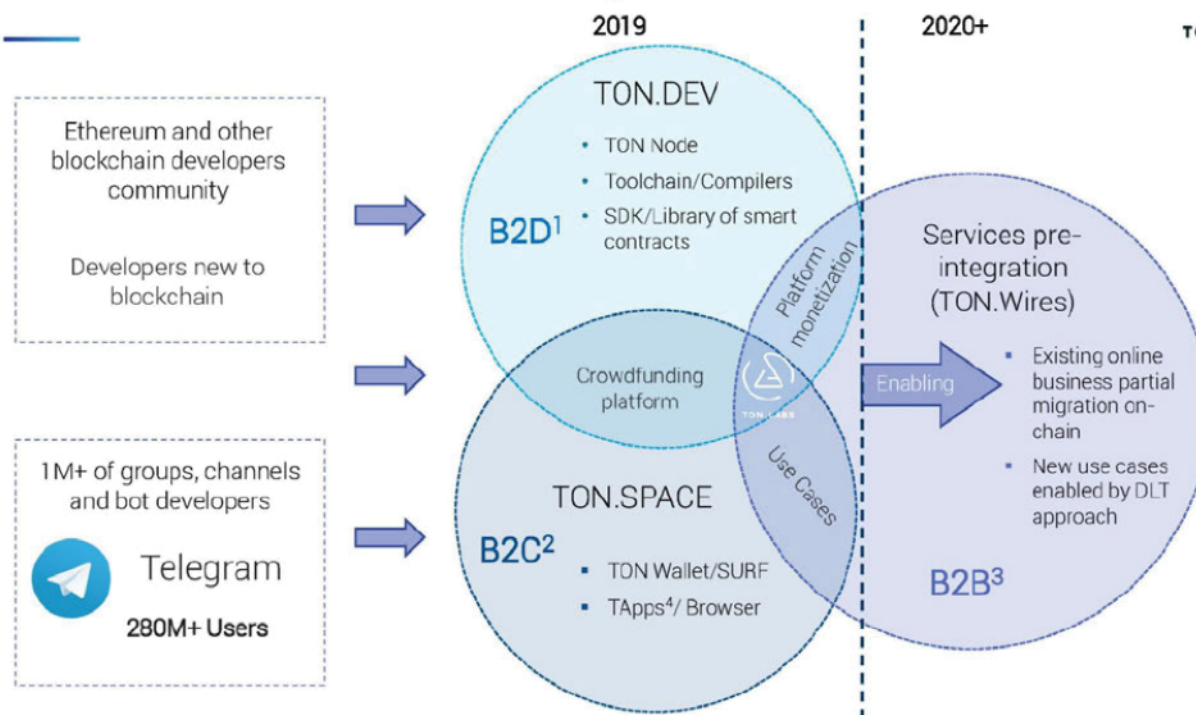 2019
2020+
Ethereum and other
blockchain developers
community
Developers new to
blockchain
1M+ of groups, channels
and bot developers
Telegram
280M+ Users
TON.DEV
• TON Node
• Toolchain/Compilers
• SDK/Library of smart
contracts
B2D¹
Platform
monetization
Crowdfunding
platform
TON.LABS
Use Cases
TON.SPACE
B2C²
▪ TON Wallet/SURF
▪ TApps⁴/ Browser
Enabling
Services pre-
integration
(TON.Wires)
▪ Existing online
business partial
migration on-
chain
▪ New use cases
enabled by DLT
approach
B2B³